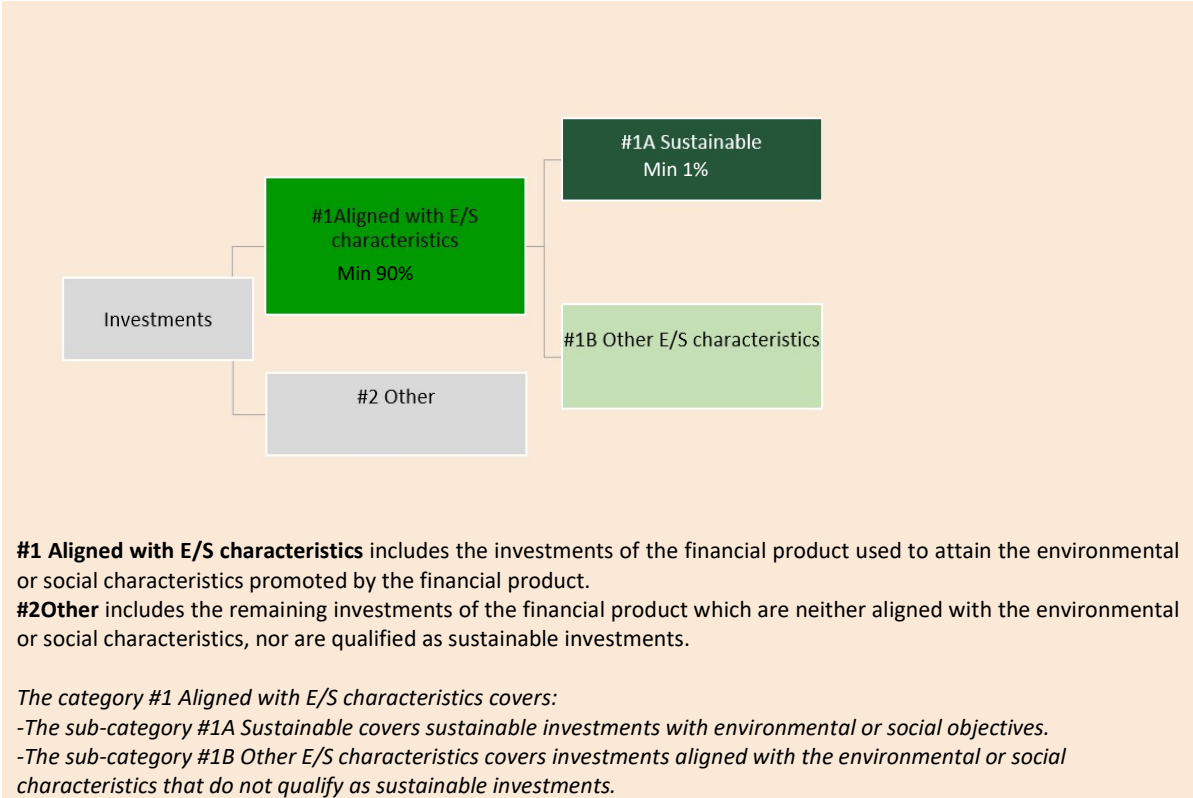 #1A Sustainable
Min 1%
#1Aligned with E/S
characteristics
Min 90%
Investments
#1B Other E/S characteristics
#2 Other
#1 Aligned with E/S characteristics includes the investments of the financial product used to attain the environmental
or social characteristics promoted by the financial product.
#2Other includes the remaining investments of the financial product which are neither aligned with the environmental
or social characteristics, nor are qualified as sustainable investments.
The category #1 Aligned with E/S characteristics covers:
-The sub-category #1A Sustainable covers sustainable investments with environmental or social objectives.
-The sub-category #1B Other E/S characteristics covers investments aligned with the environmental or social
characteristics that do not qualify as sustainable investments.